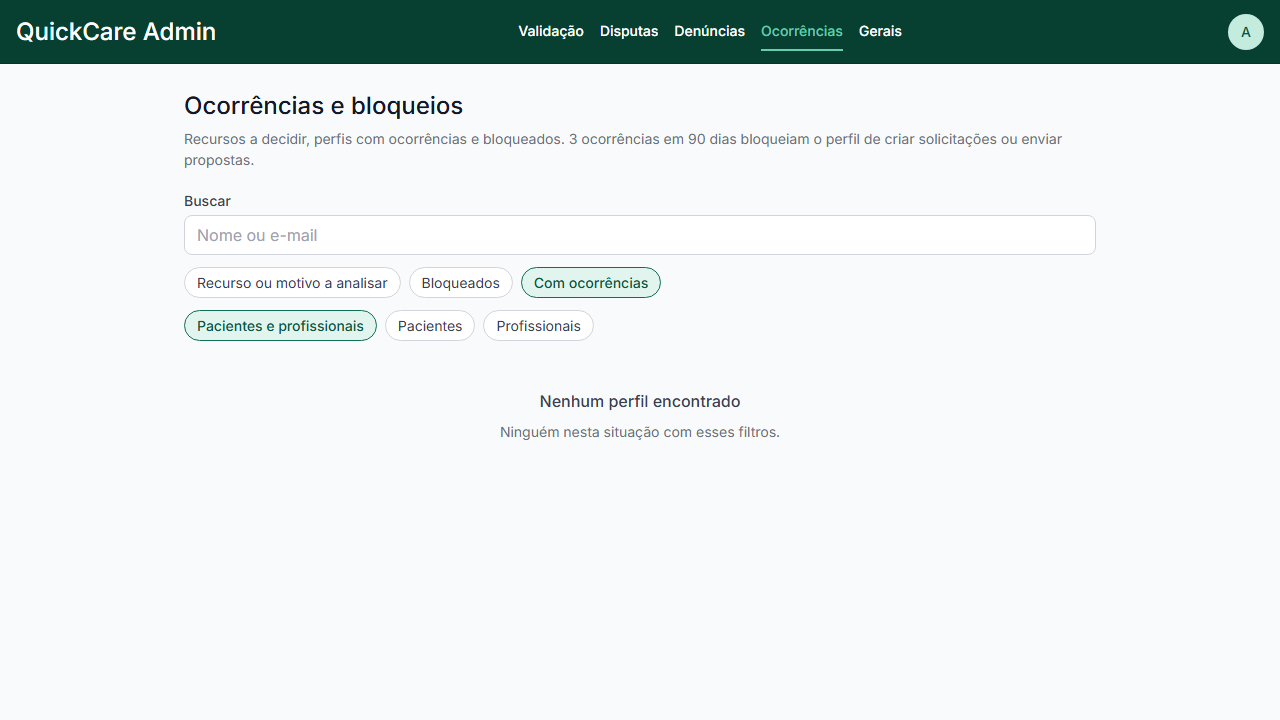 QuickCare Admin
Validação
Disputas
Denúncias
Ocorrências
Gerais
A
Ocorrências e bloqueios
Recursos a decidir, perfis com ocorrências e bloqueados. 3 ocorrências em 90 dias bloqueiam o perfil de criar solicitações ou enviar
propostas.
Buscar
Nome ou e-mail
Recurso ou motivo a analisar
Bloqueados
Com ocorrências
Pacientes e profissionais
Pacientes
Profissionais
Nenhum perfil encontrado
Ninguém nesta situação com esses filtros.